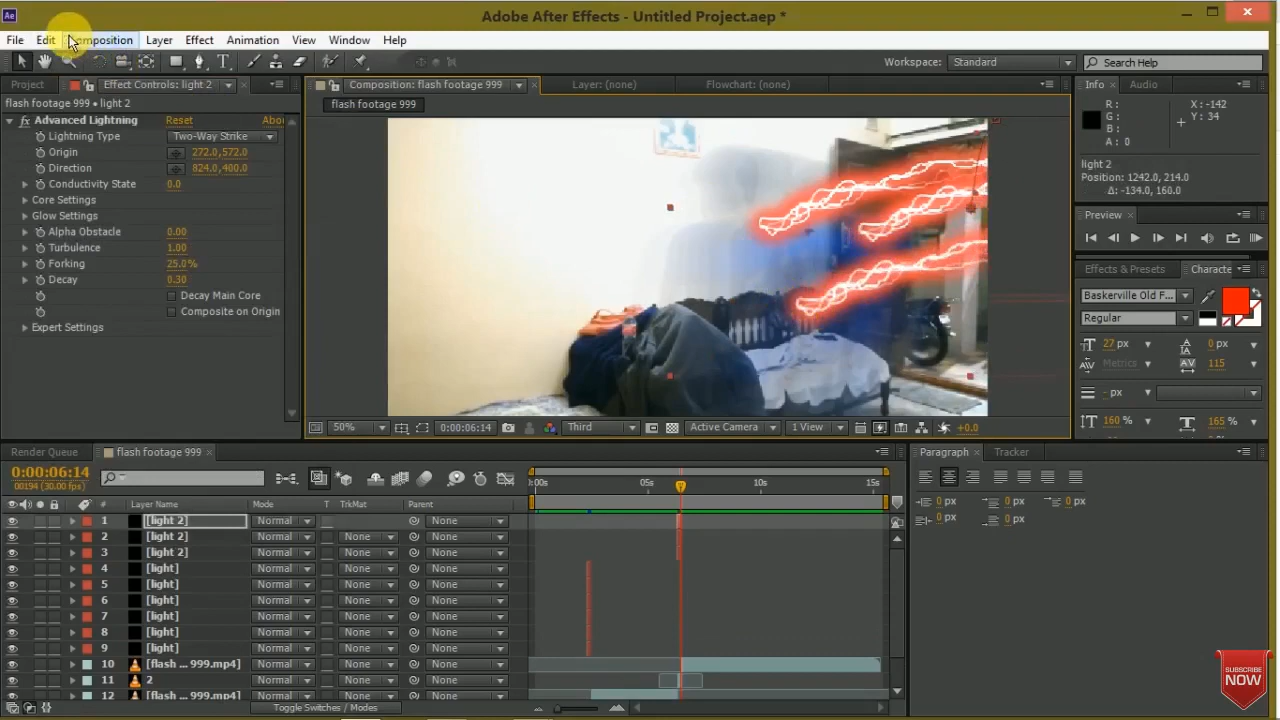 Ae
Adobe After Effects - Untitled Project.aep *
File Edit Composition Layer Effect Animation View Window Help
Workspace: Standard Search Help
Project Effect Controls: light 2
Composition: flash footage 999 Layer: (none) Flowchart: (none)
Info Audio
flash footage 999 • light 2
flash footage 999
fx Advanced Lightning Reset Abou
Lightning Type Two-Way Strike
Origin 272.0,572.0
Direction 824.0,400.0
Conductivity State 0.0
Core Settings
Glow Settings
Alpha Obstacle 0.00
Turbulence 1.00
Forking 25.0%
Decay 0.30
Decay Main Core
Composite on Origin
Expert Settings
R: X: -142
G: Y: 34
B:
A: 0
light 2
Position: 1242.0, 214.0
Δ: -134.0, 160.0
Preview
Effects & Presets Characte
Baskerville Old F...
Regular
27 px 0 px
Metrics 115
- px
160 % 165 %
50% 0:00:06:14 Third Active Camera 1 View +0.0
Render Queue flash footage 999
Paragraph Tracker
0:00:06:14
00194 (30.00 fps)
# Layer Name Mode T TrkMat Parent
:00s 05s 10s 15s
1 [light 2] Normal None
2 [light 2] Normal None None
3 [light 2] Normal None None
4 [light] Normal None None
5 [light] Normal None None
6 [light] Normal None None
7 [light] Normal None None
8 [light] Normal None None
9 [light] Normal None None
10 [flash ... 999.mp4] Normal None None
11 2 Normal None None
12 [flash ... 999.mp4] Normal None None
Toggle Switches / Modes
0 px 0 px 0 px
0 px 0 px
SUBSCRIBE
NOW